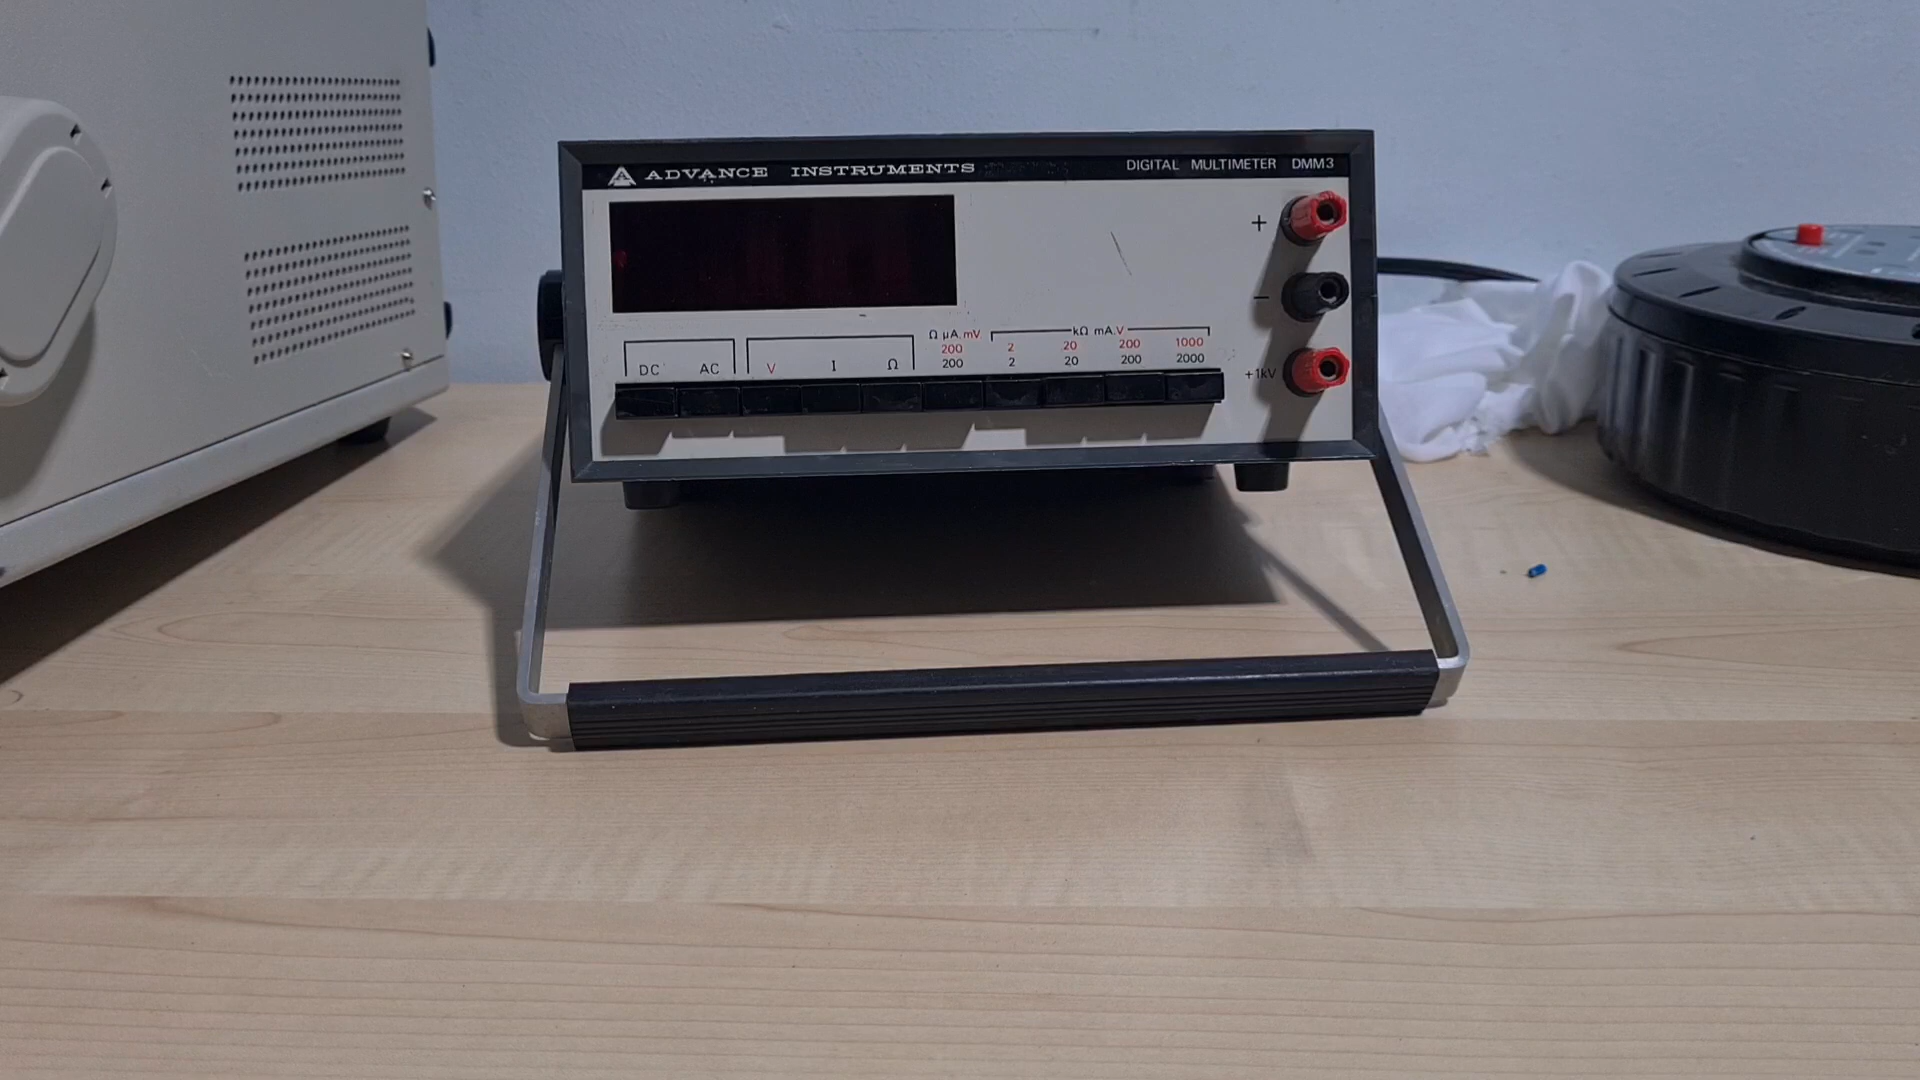 ADVANCE INSTRUMENTS
DIGITAL MULTIMETER DMM3
+
−
+1kV
Ω µA.mV
kΩ mA.V
200 2 20 200 1000
200 2 20 200 2000
DC AC V I Ω